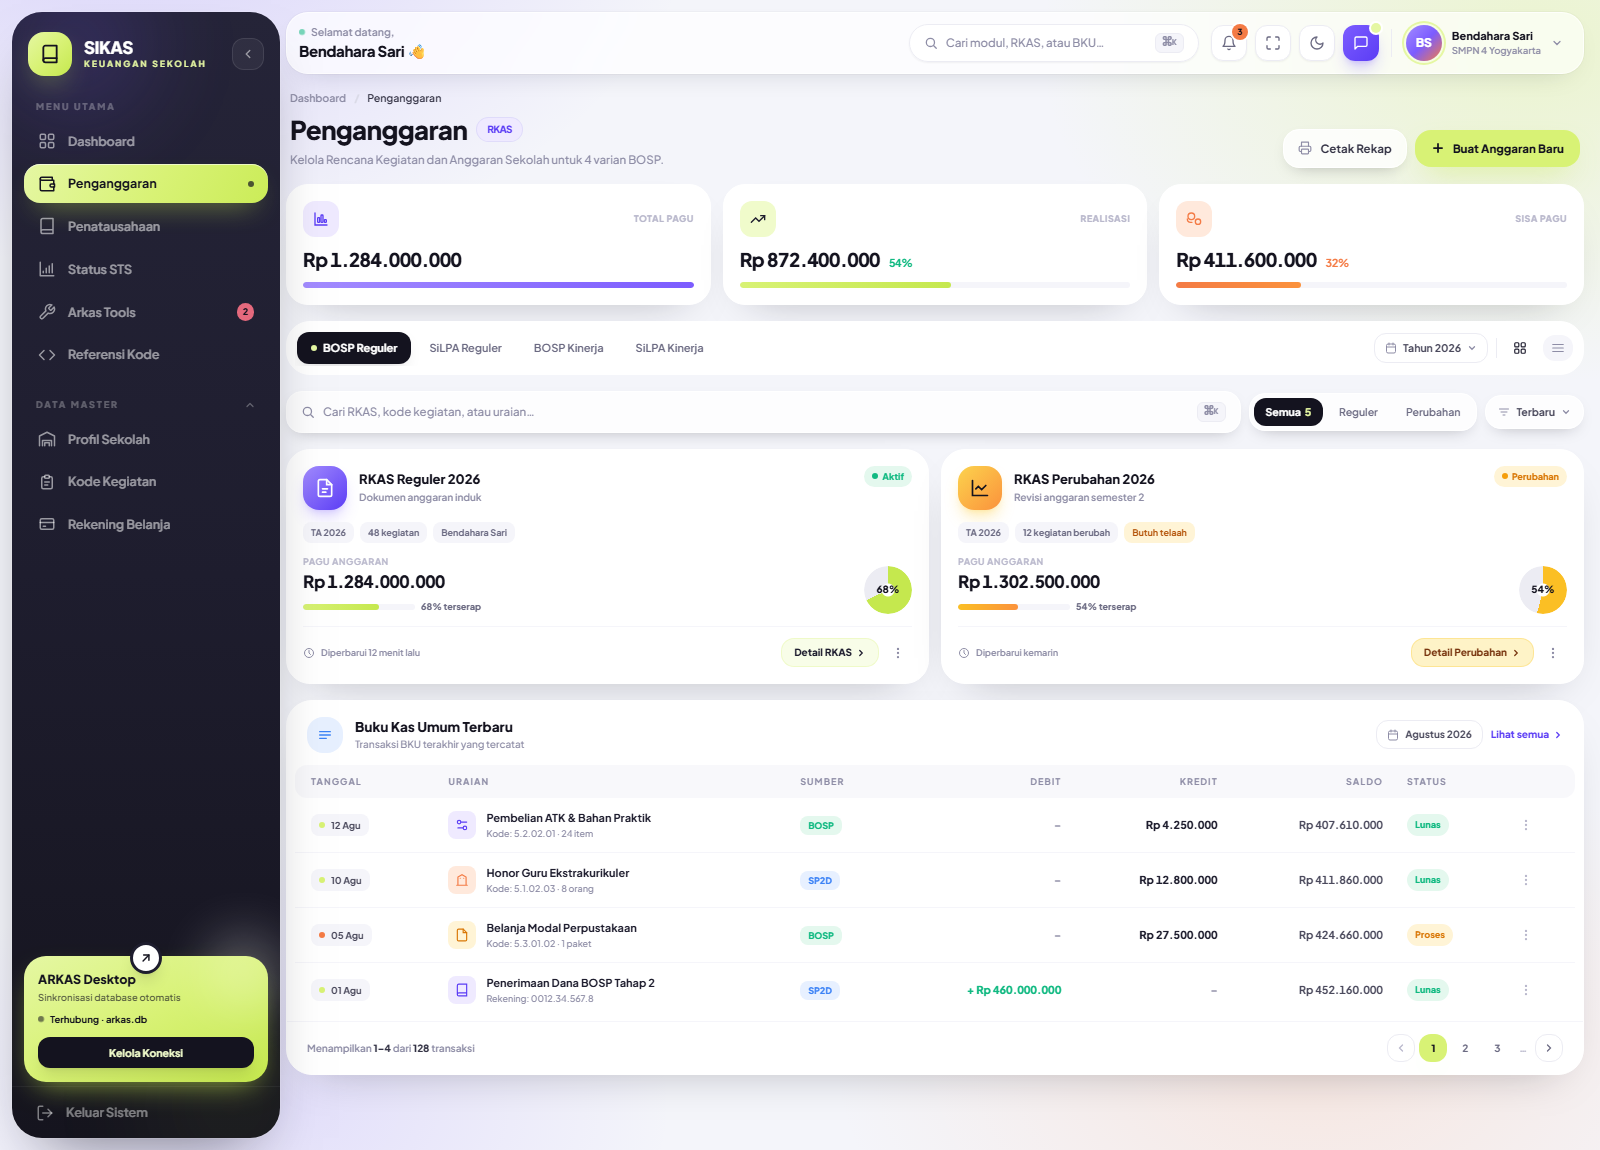 SIKAS
KEUANGAN SEKOLAH
MENU UTAMA
Dashboard
Penganggaran
Penatausahaan
Status STS
Arkas Tools
2
Referensi Kode
DATA MASTER
Profil Sekolah
Kode Kegiatan
Rekening Belanja
ARKAS Desktop
Sinkronisasi database otomatis
Terhubung · arkas.db
Kelola Koneksi
Keluar Sistem
Selamat datang,
Bendahara Sari
Cari modul, RKAS, atau BKU...
⌘K
3
BS
Bendahara Sari
SMPN 4 Yogyakarta
Dashboard / Penganggaran
Penganggaran
RKAS
Kelola Rencana Kegiatan dan Anggaran Sekolah untuk 4 varian BOSP.
Cetak Rekap
Buat Anggaran Baru
TOTAL PAGU
Rp 1.284.000.000
REALISASI
Rp 872.400.000 54%
SISA PAGU
Rp 411.600.000 32%
BOSP Reguler
SiLPA Reguler
BOSP Kinerja
SiLPA Kinerja
Tahun 2026
Cari RKAS, kode kegiatan, atau uraian...
⌘K
Semua 5
Reguler
Perubahan
Terbaru
RKAS Reguler 2026
Dokumen anggaran induk
Aktif
TA 2026
48 kegiatan
Bendahara Sari
PAGU ANGGARAN
Rp 1.284.000.000
68% terserap
68%
Diperbarui 12 menit lalu
Detail RKAS
RKAS Perubahan 2026
Revisi anggaran semester 2
Perubahan
TA 2026
12 kegiatan berubah
Butuh telaah
PAGU ANGGARAN
Rp 1.302.500.000
54% terserap
54%
Diperbarui kemarin
Detail Perubahan
Buku Kas Umum Terbaru
Transaksi BKU terakhir yang tercatat
Agustus 2026
Lihat semua
TANGGAL URAIAN SUMBER DEBIT KREDIT SALDO STATUS
12 Agu
Pembelian ATK & Bahan Praktik
Kode: 5.2.02.01 · 24 item
BOSP
–
Rp 4.250.000
Rp 407.610.000
Lunas
10 Agu
Honor Guru Ekstrakurikuler
Kode: 5.1.02.03 · 8 orang
SP2D
–
Rp 12.800.000
Rp 411.860.000
Lunas
05 Agu
Belanja Modal Perpustakaan
Kode: 5.3.01.02 · 1 paket
BOSP
–
Rp 27.500.000
Rp 424.660.000
Proses
01 Agu
Penerimaan Dana BOSP Tahap 2
Rekening: 0012.34.567.8
SP2D
+ Rp 460.000.000
–
Rp 452.160.000
Lunas
Menampilkan 1–4 dari 128 transaksi
1
2
3
...